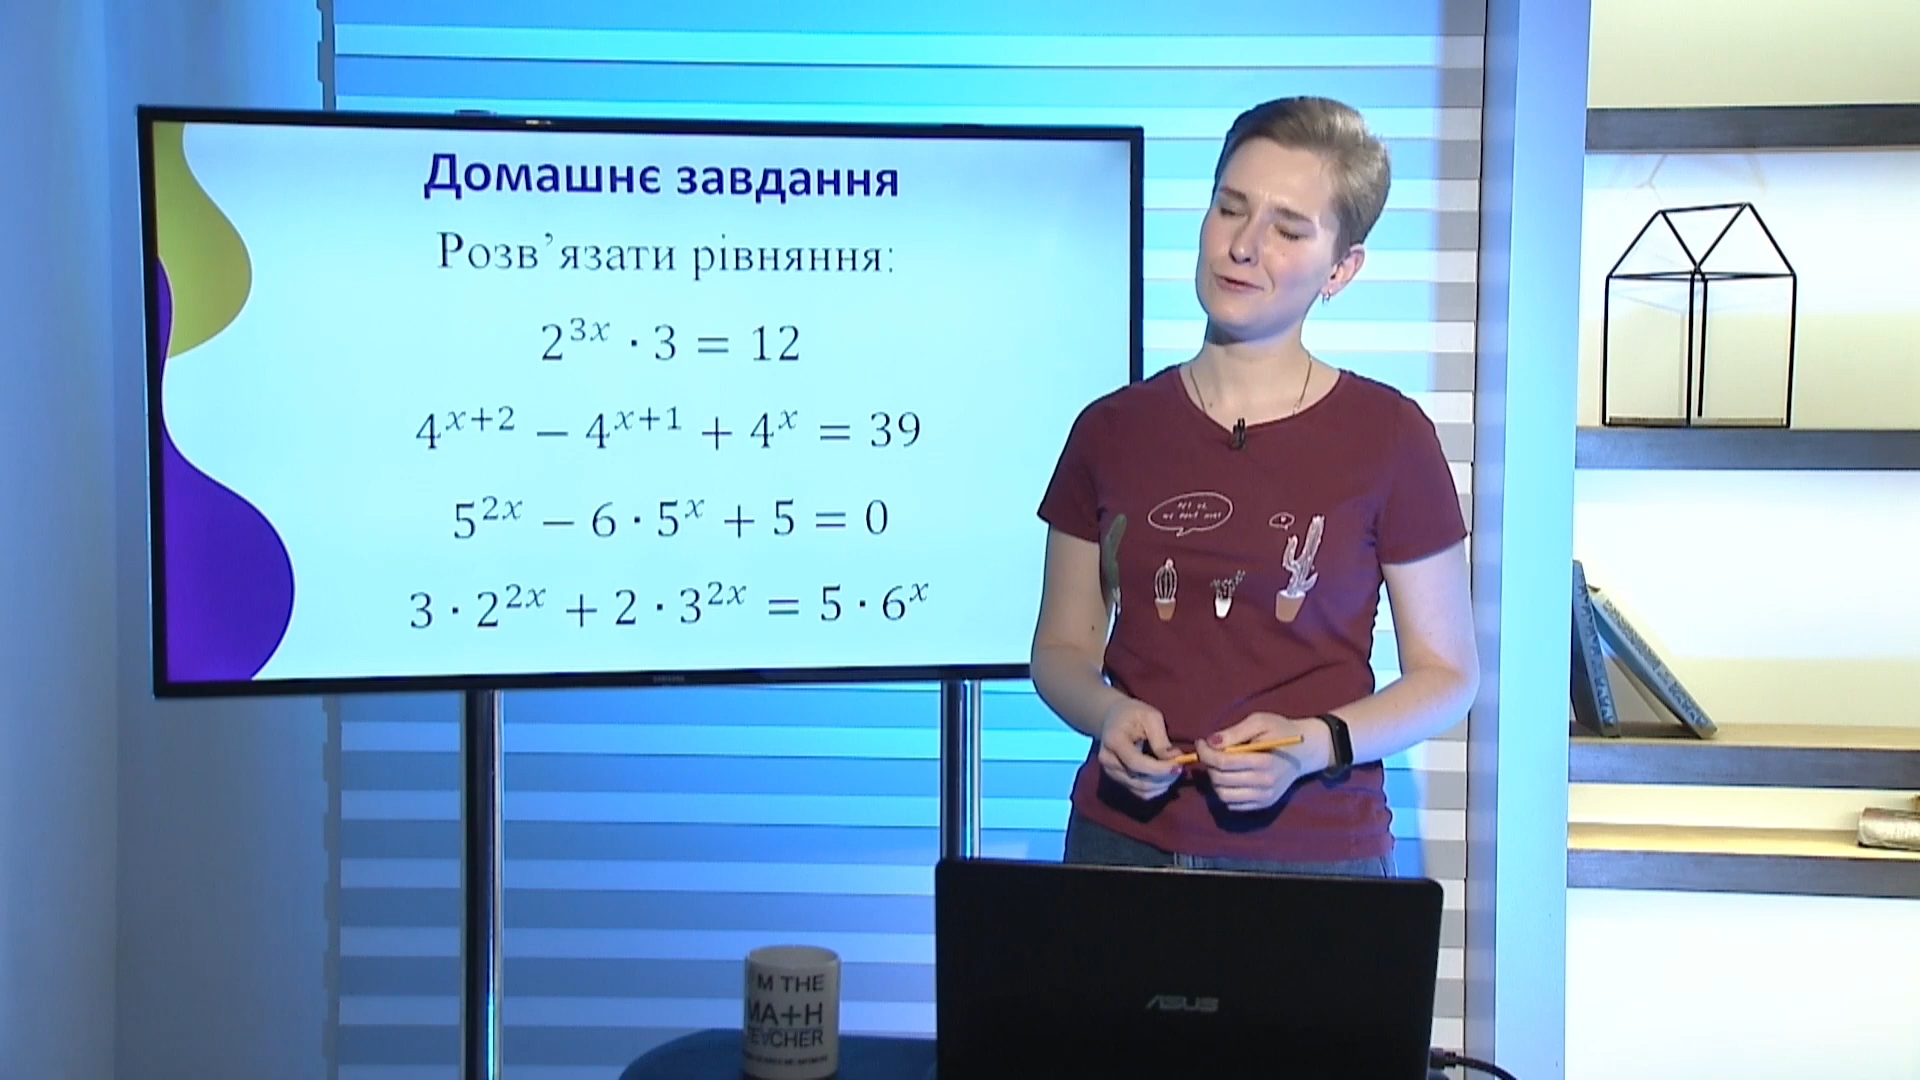 Домашнє завдання
Розв’язати рівняння:
2^{3x} · 3 = 12
4^{x+2} − 4^{x+1} + 4^x = 39
5^{2x} − 6 · 5^x + 5 = 0
3 · 2^{2x} + 2 · 3^{2x} = 5 · 6^x
SAMSUNG
M THE
MA+H
TEACHER
ASUS